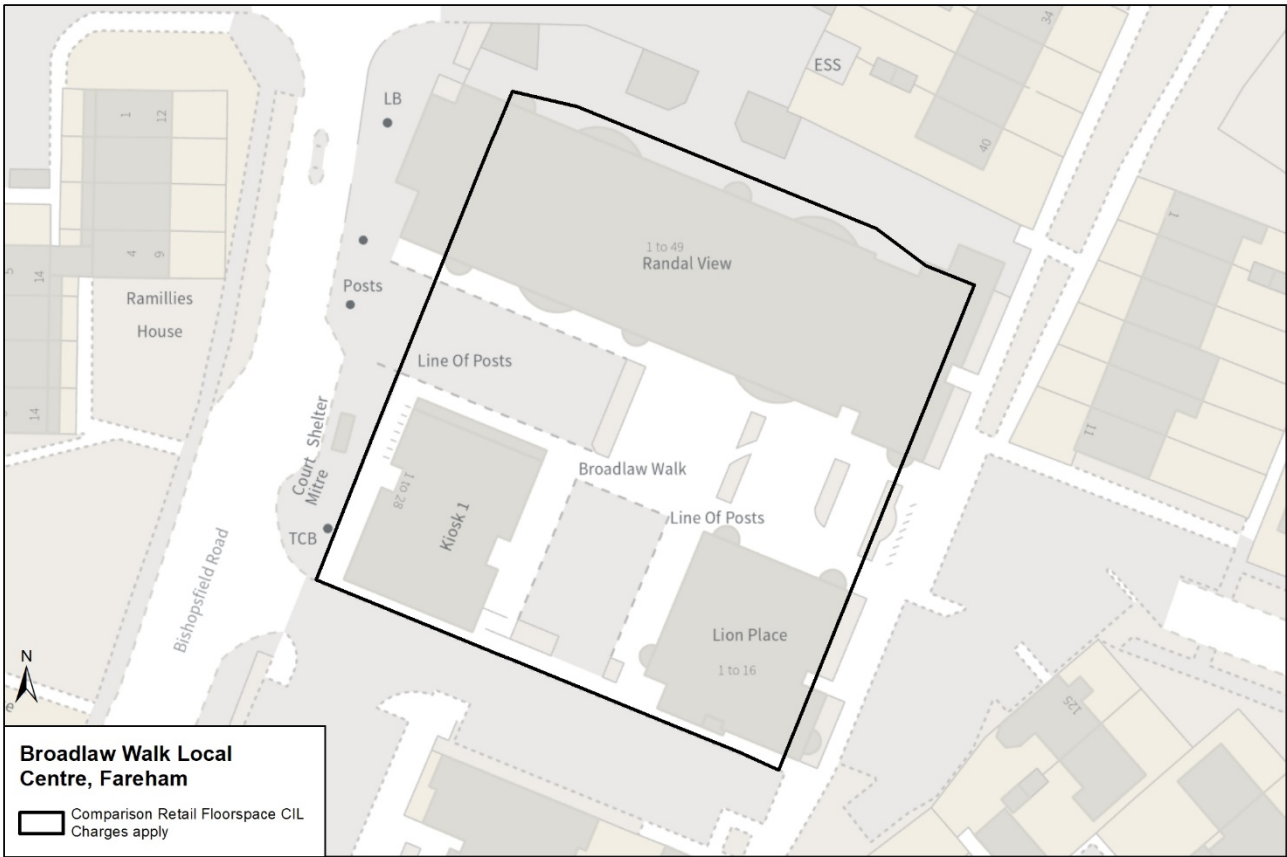 34
ESS
LB
1
12
40
1
1 to 49
Randal View
4
9
5
14
Ramillies
House
Posts
Line Of Posts
14
11
Court Shelter
Mitre
1 to 28
Kiosk 1
Broadlaw Walk
Line Of Posts
TCB
Bishopsfield Road
Lion Place
1 to 16
N
125
Broadlaw Walk Local
Centre, Fareham
Comparison Retail Floorspace CIL
Charges apply